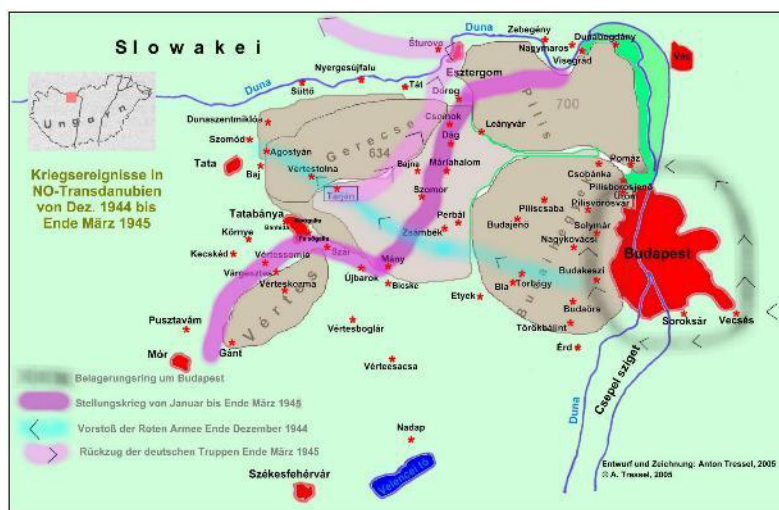 Slowakei
Duna
Zebegény
Nagymaros
Visegrád
Dunabogdány
Vác
Šturovo
Esztergom
Nyergesújfalu
Süttő
Tát
Dorog
Duna
Ungarn
Kriegsereignisse in
NO-Transdanubien
von Dez. 1944 bis
Ende März 1945
Dunaszentmiklós
Szomód
Agostyán
Baj
Tata
Gerecse
634
Vértestolna
Tarján
Bajna
Csolnok
Dág
Máriahalom
Szomor
Leányvár
Pilis
700
Pomáz
Csobánka
Pilisborosjenő
Üröm
Pilisvörösvár
Piliscsaba
Perbál
Zsámbék
Budajenő
Solymár
Nagykovácsi
Budapest
Budakeszi
Torbágy
Bia
Budaörs
Törökbálint
Érd
Etyek
Soroksár
Vecsés
Tatabánya
Felsőgalla
Környe
Kecskéd
Vértessomló
Várgesztes
Vérteskozma
Szár
Újbarok
Mány
Bicske
Vértes
Pusztavám
Mór
Gánt
Vértesboglár
Vértesacsa
Nadap
Velencei tó
Székesfehérvár
Duna
Csepel sziget
Belagerungsring um Budapest
Stellungskrieg von Januar bis Ende März 1945
Vorstoß der Roten Armee Ende Dezember 1944
Rückzug der deutschen Truppen Ende März 1945
Entwurf und Zeichnung: Anton Tressel, 2005
© A. Tressel, 2005